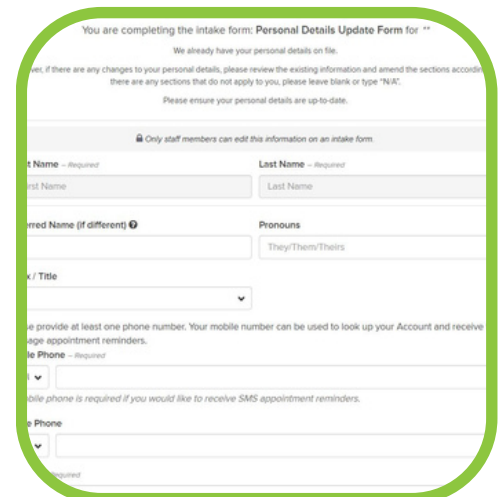 You are completing the intake form: Personal Details Update Form for **
We already have your personal details on file.
ver, if there are any changes to your personal details, please review the existing information and amend the sections accordin
there are any sections that do not apply to you, please leave blank or type "N/A".
Please ensure your personal details are up-to-date.
Only staff members can edit this information on an intake form.
t Name – Required
Last Name – Required
rst Name
Last Name
erred Name (if different)
Pronouns
They/Them/Theirs
x / Title
e provide at least one phone number. Your mobile number can be used to look up your Account and receive
age appointment reminders.
le Phone – Required
obile phone is required if you would like to receive SMS appointment reminders.
e Phone
Required